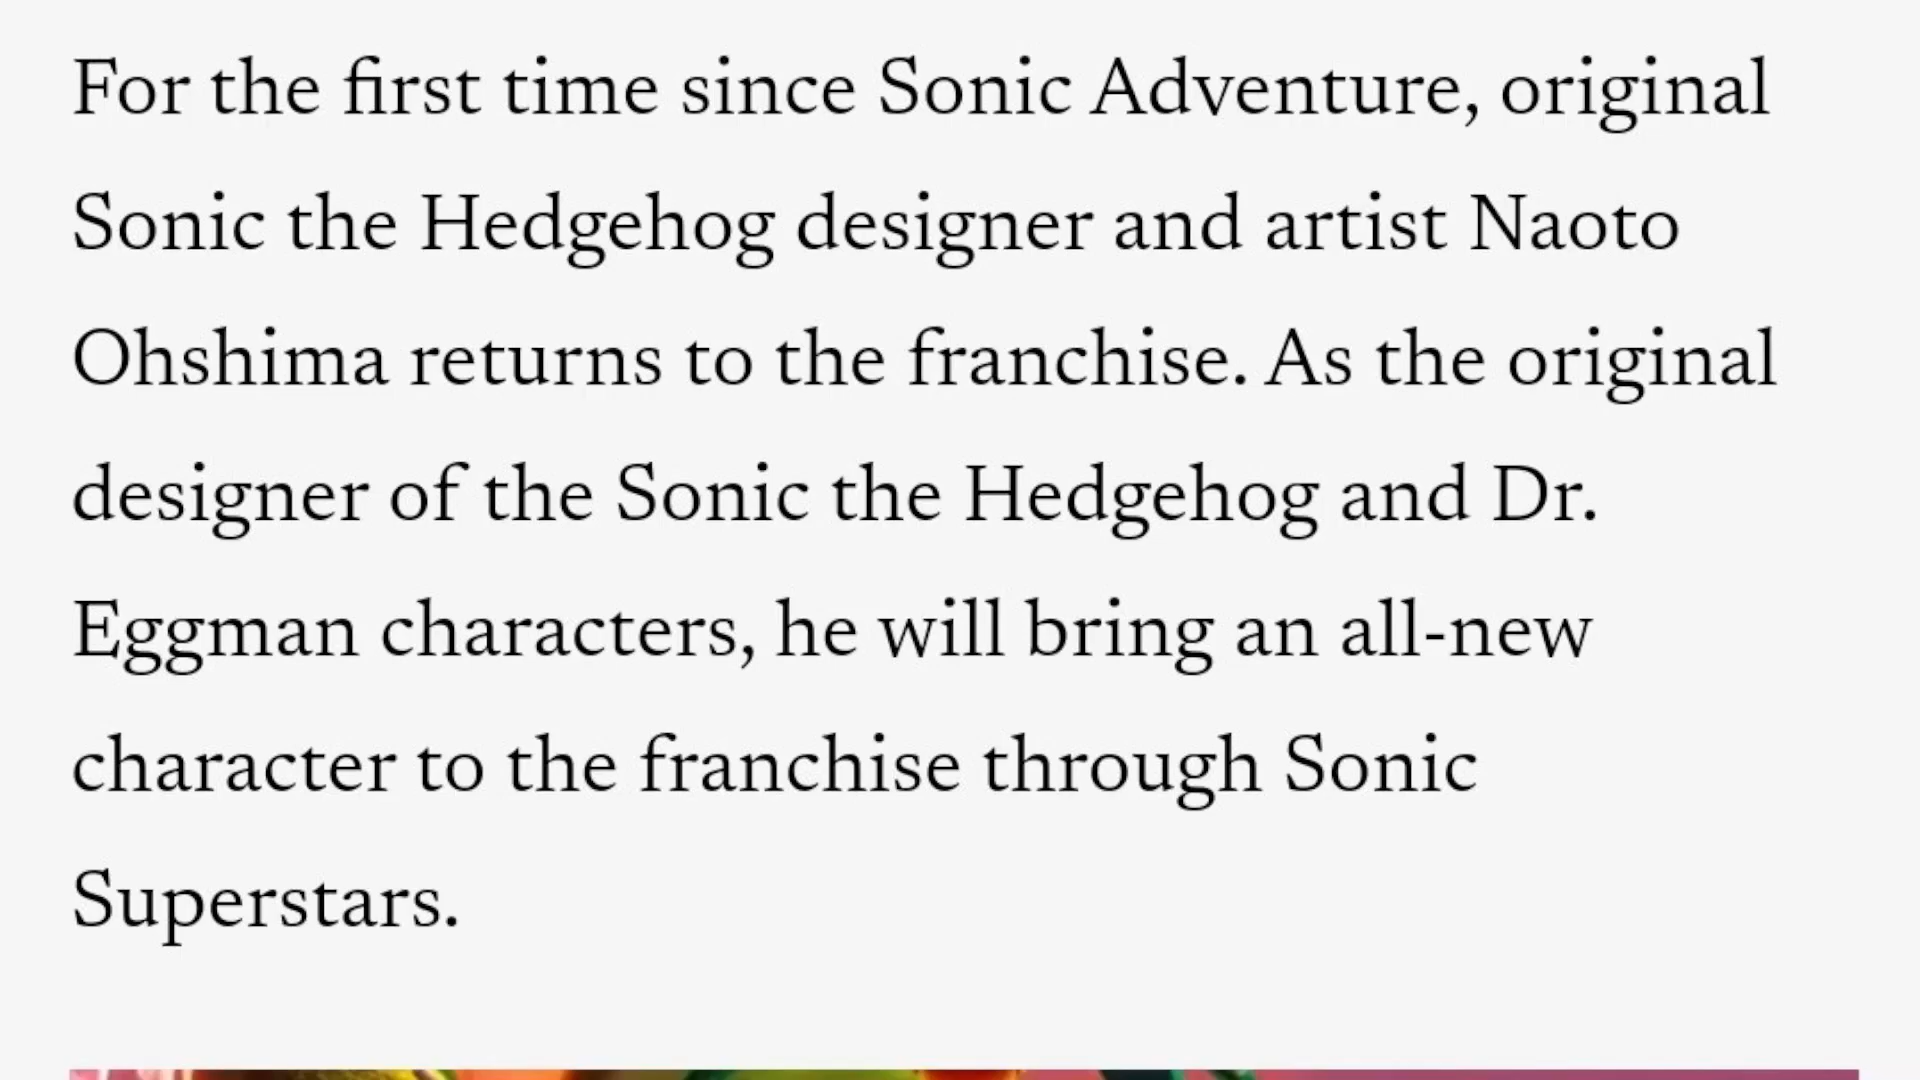 For the first time since Sonic Adventure, original
Sonic the Hedgehog designer and artist Naoto
Ohshima returns to the franchise. As the original
designer of the Sonic the Hedgehog and Dr.
Eggman characters, he will bring an all-new
character to the franchise through Sonic
Superstars.